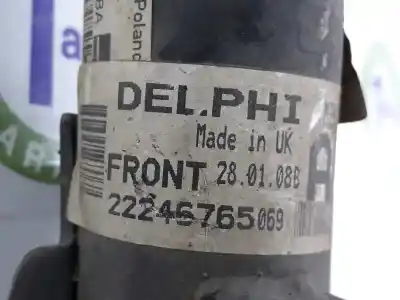 Poland
DELPHI
Made in UK
FRONT 28.01.08B
A
22246765069